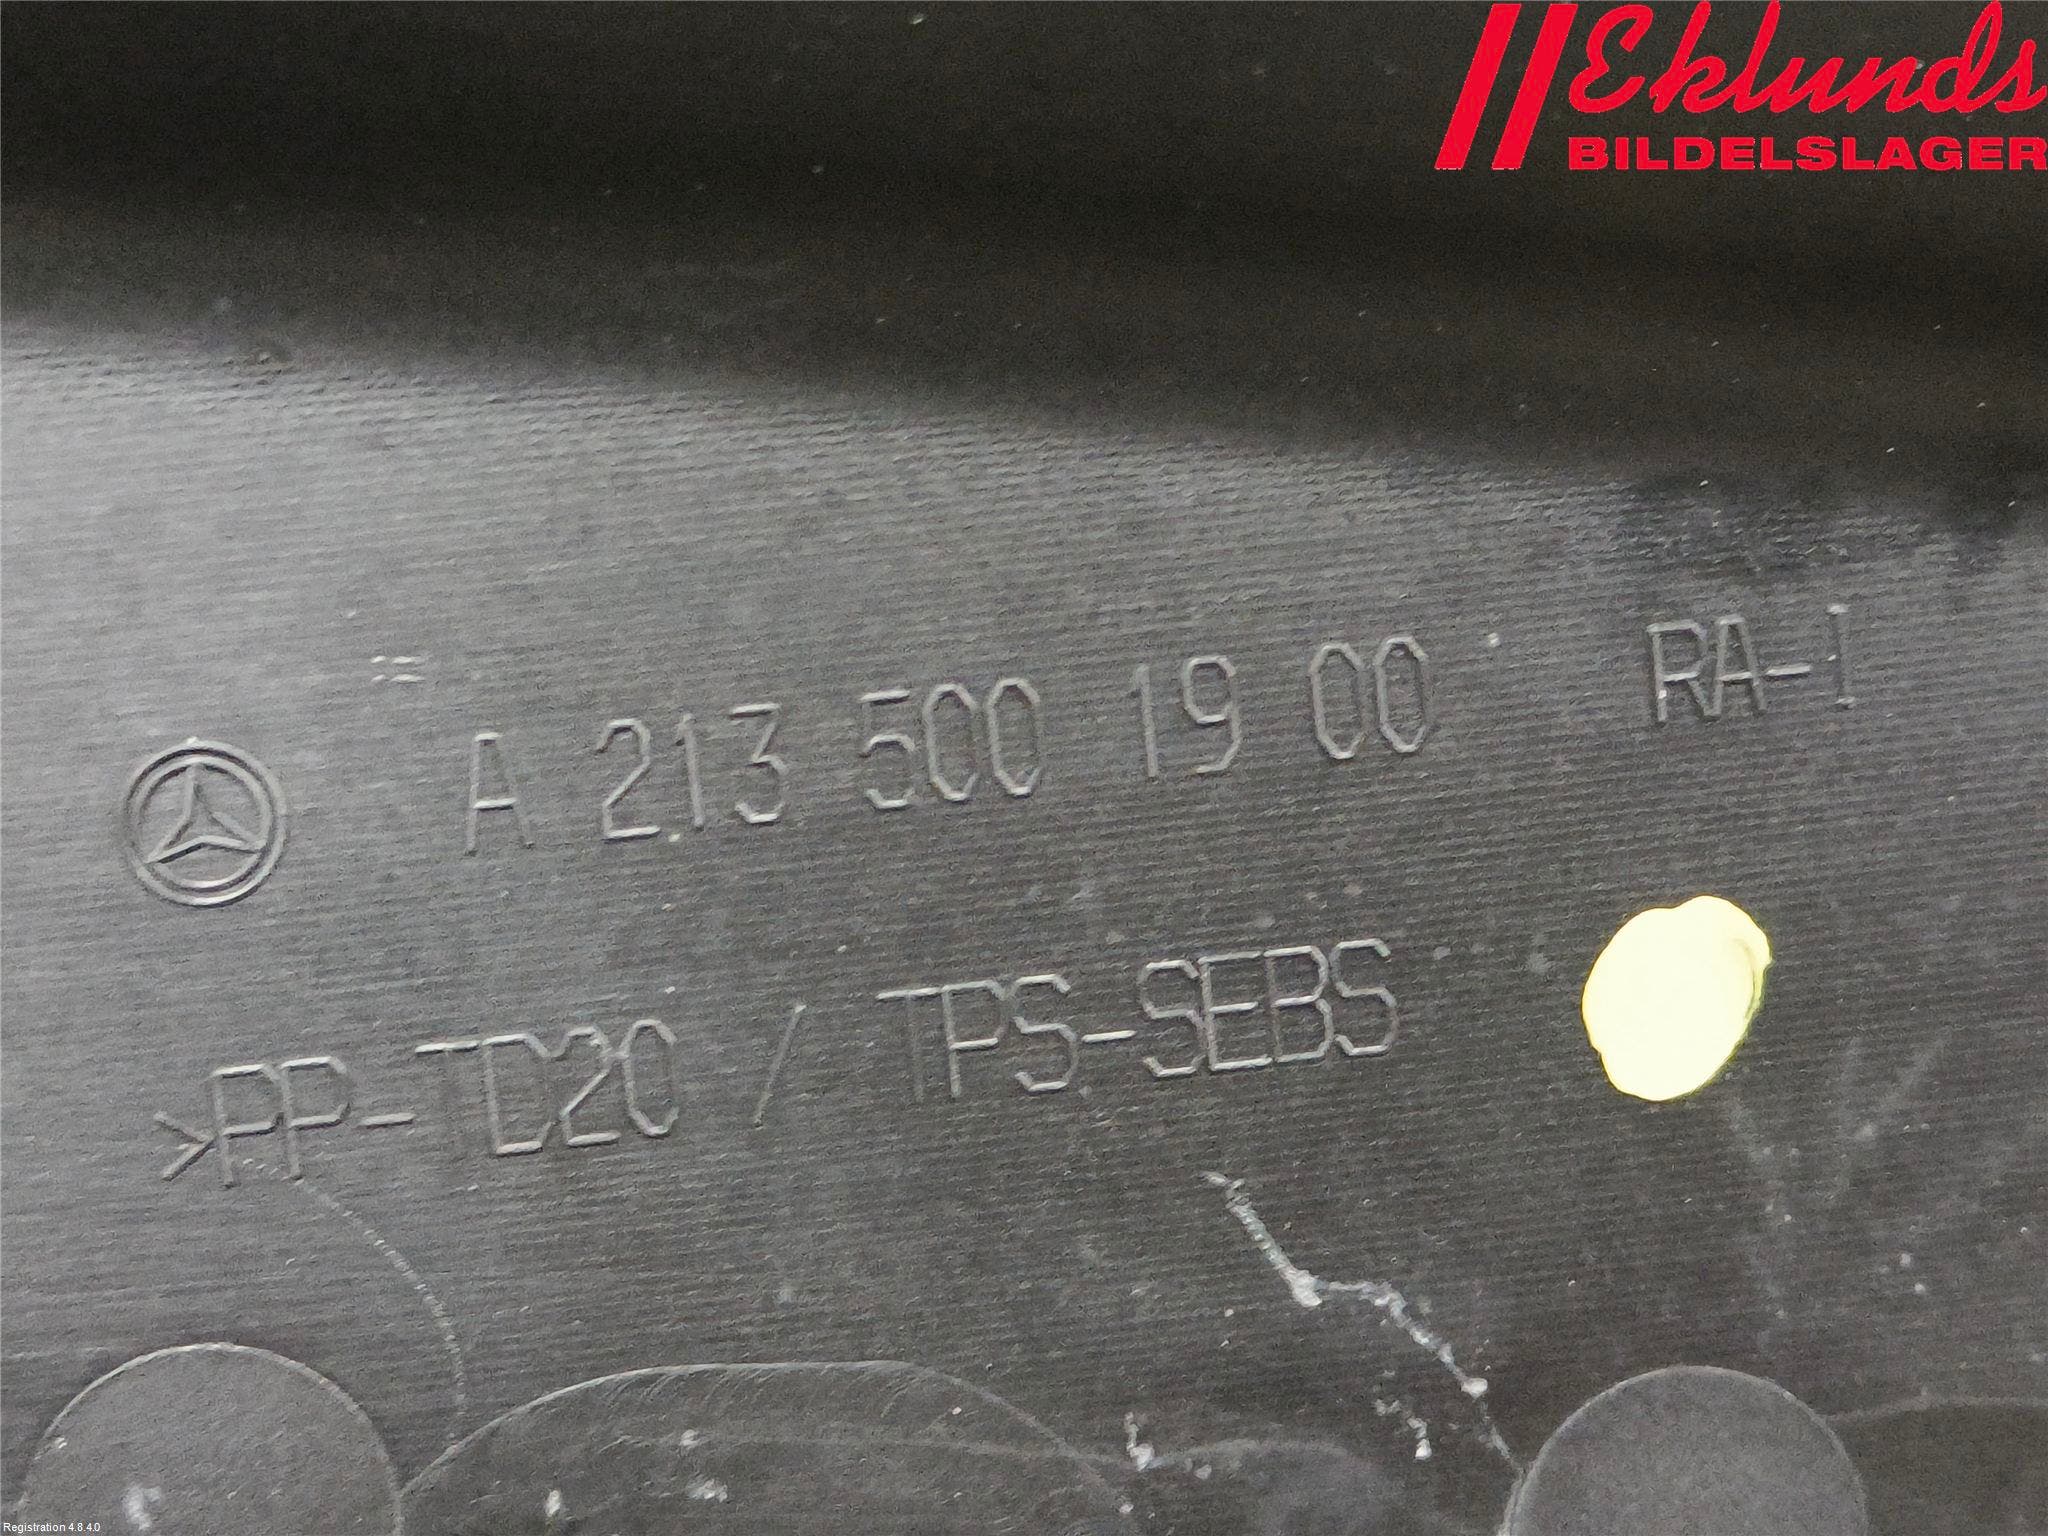 Eklunds
BILDELSLAGER
A 213 500 19 00 RA-I
>PP-TD20 / TPS-SEBS
Registration 4.8.4.0